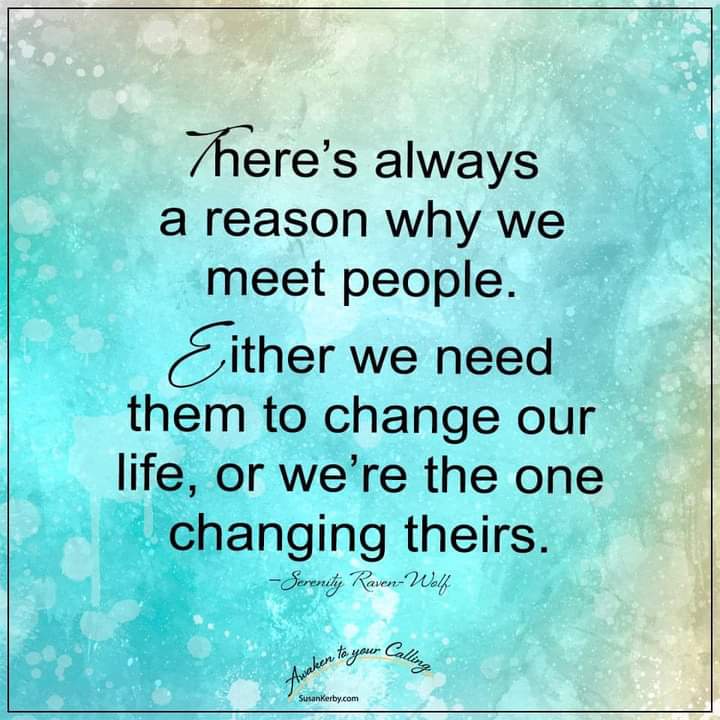 There's always
a reason why we
meet people.
Either we need
them to change our
life, or we're the one
changing theirs.
–Serenity Raven-Wolf
Awaken to your Calling
SusanKerby.com